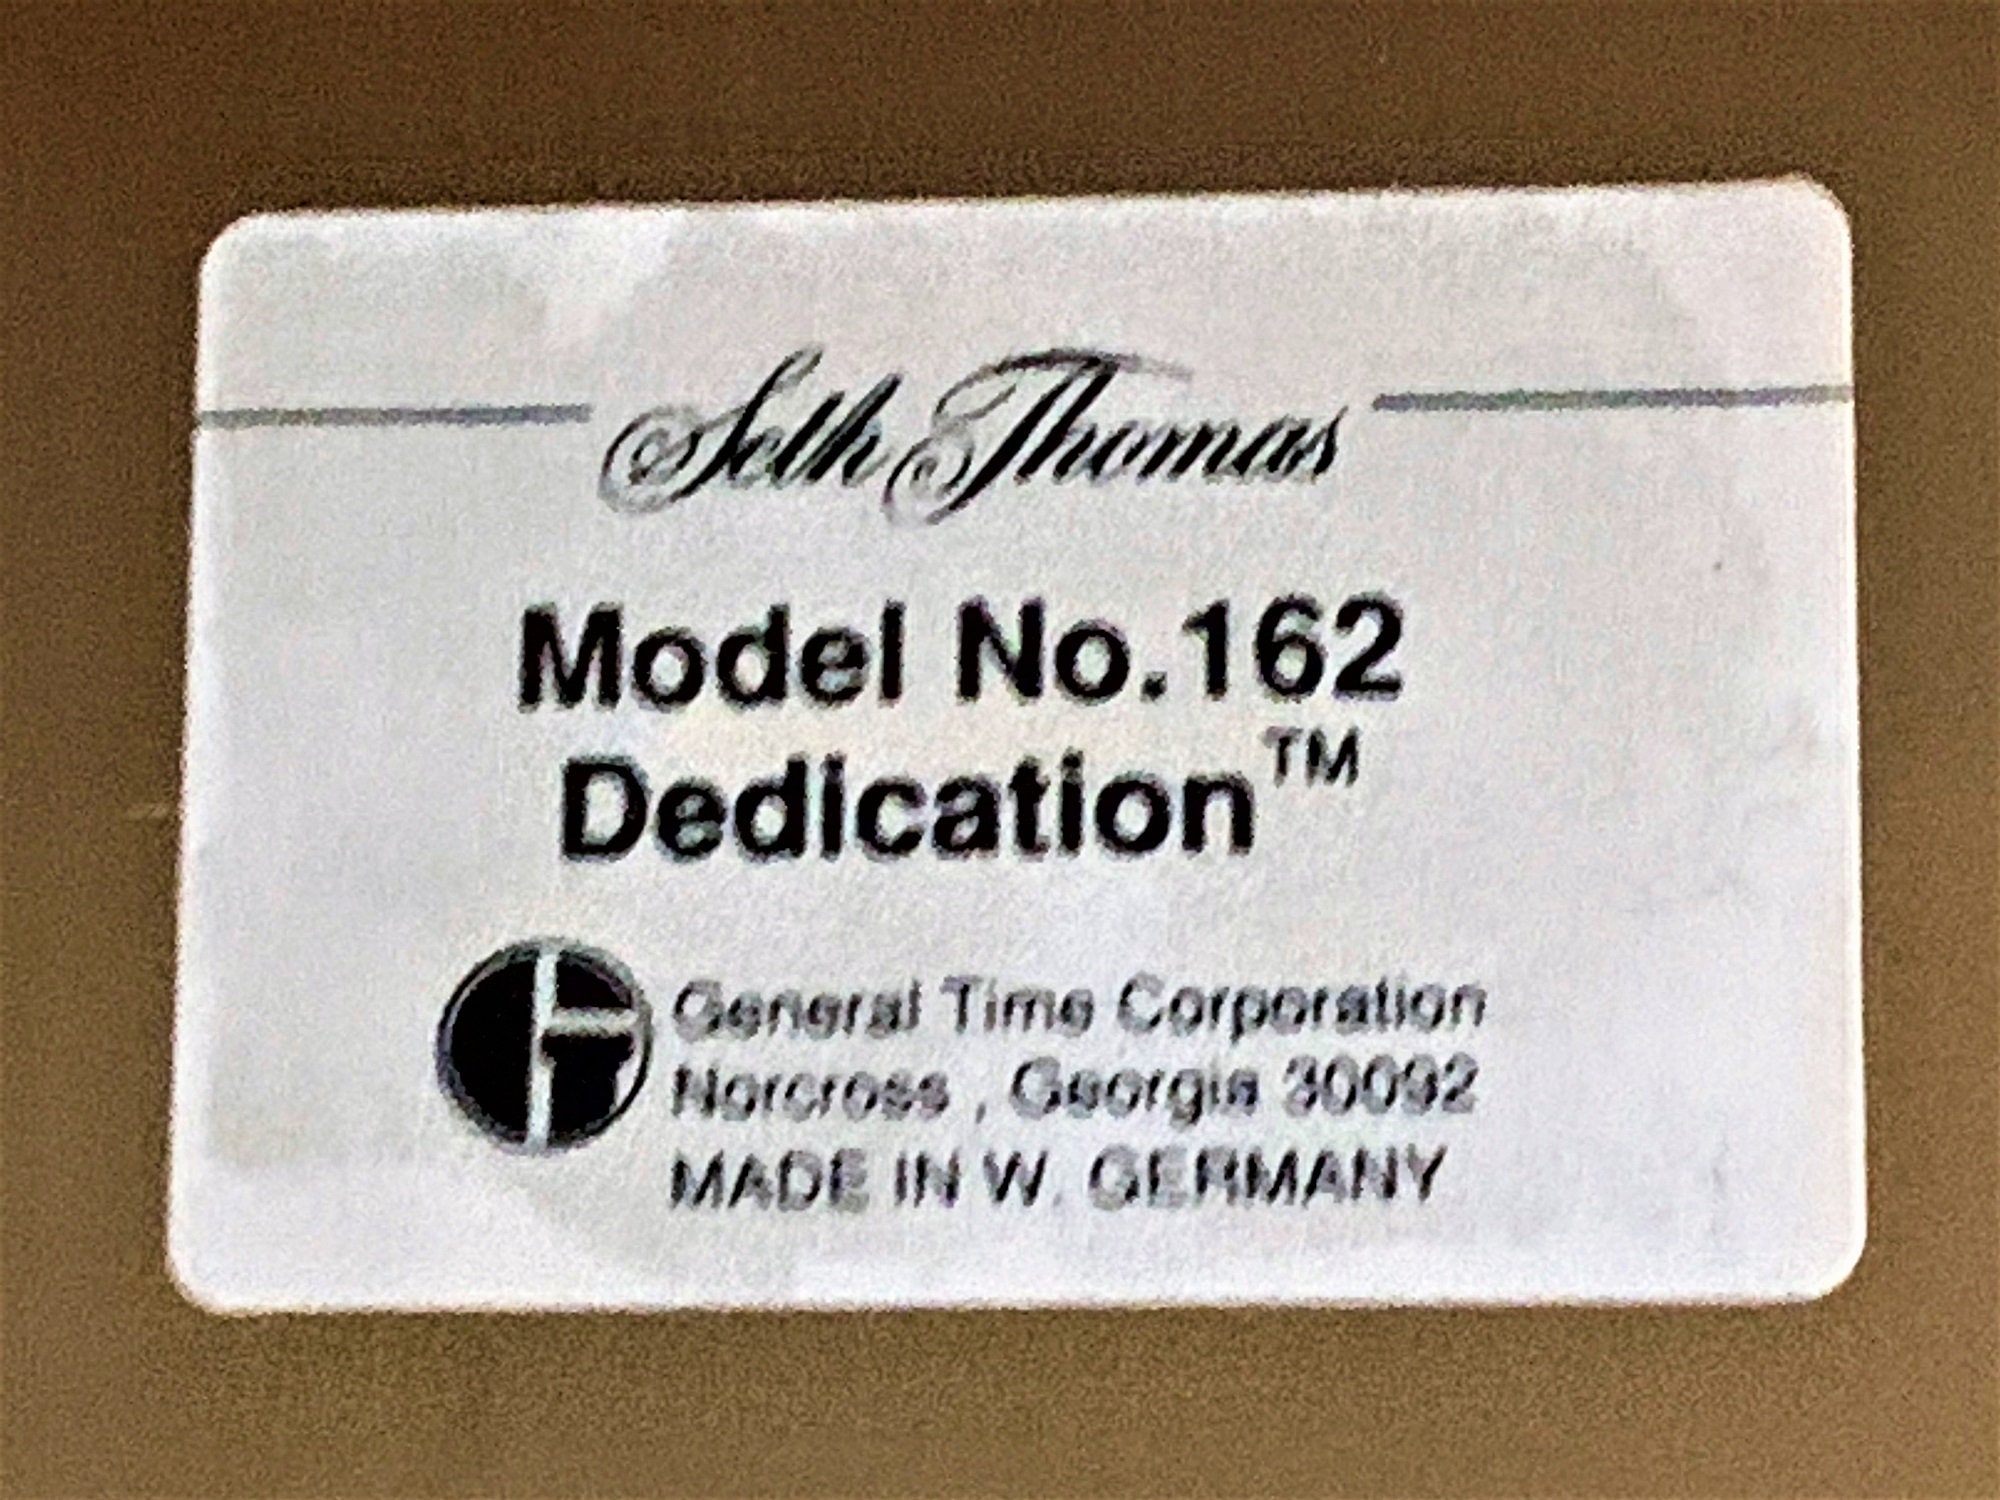 Seth Thomas
Model No.162
Dedication™
General Time Corporation
Norcross , Georgia 30092
MADE IN W. GERMANY